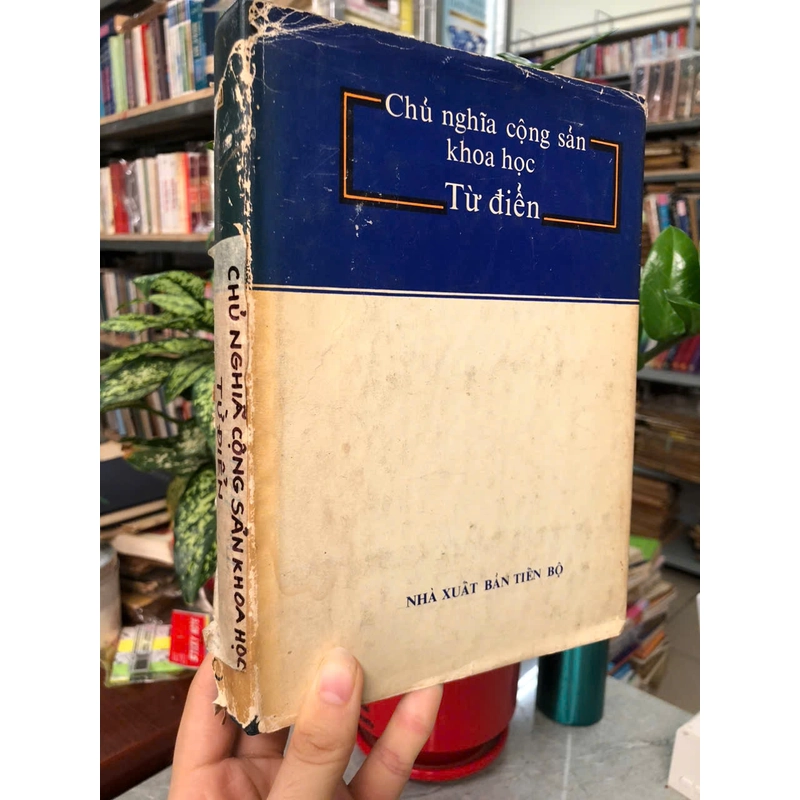 Chủ nghĩa cộng sản
khoa học
Từ điển
NHÀ XUẤT BẢN TIẾN BỘ
CHỦ NGHĨA CỘNG SẢN KHOA HỌC
TỪ ĐIỂN